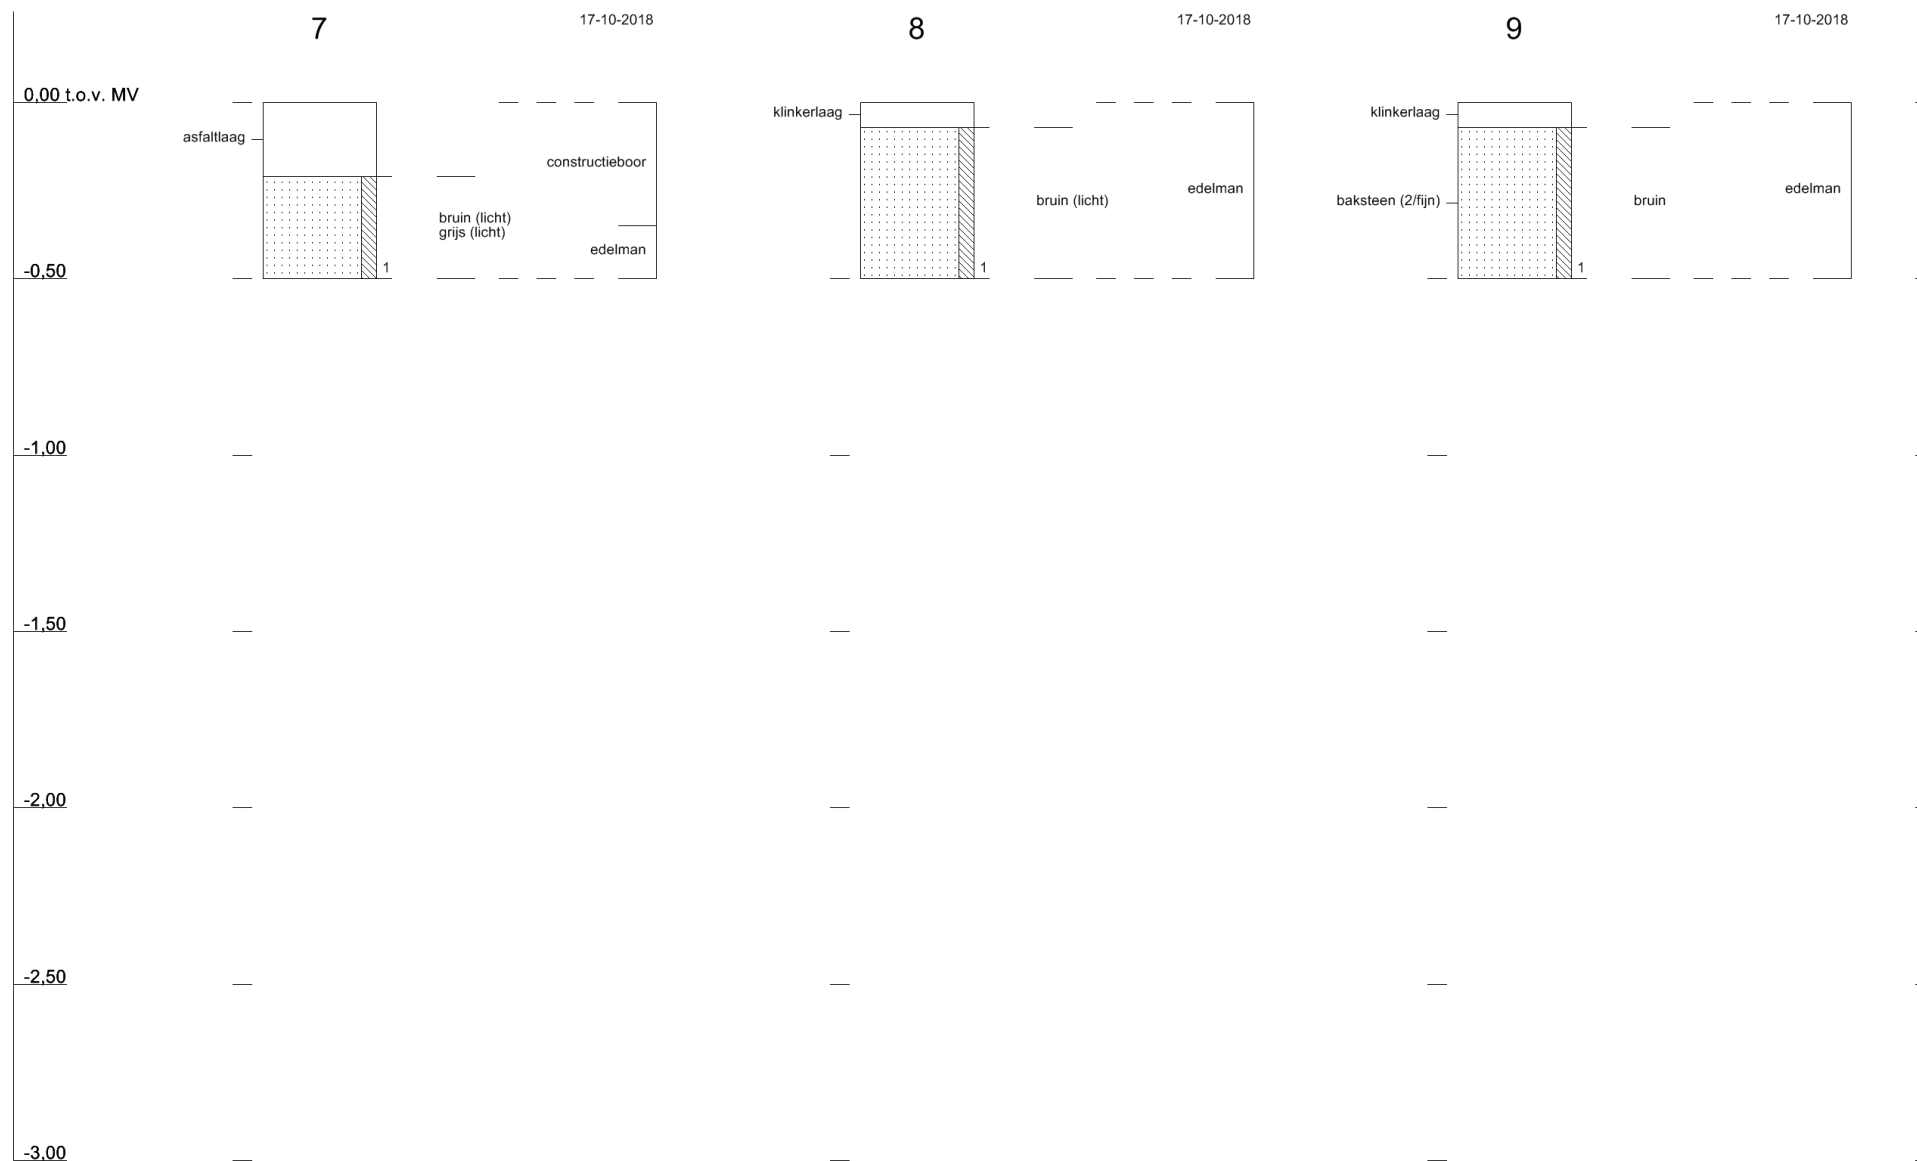 7
17-10-2018
8
17-10-2018
9
17-10-2018
0,00 t.o.v. MV
asfaltlaag
constructieboor
bruin (licht)
grijs (licht)
edelman
1
klinkerlaag
bruin (licht)
edelman
1
klinkerlaag
baksteen (2/fijn)
bruin
edelman
1
-0,50
-1,00
-1,50
-2,00
-2,50
-3,00